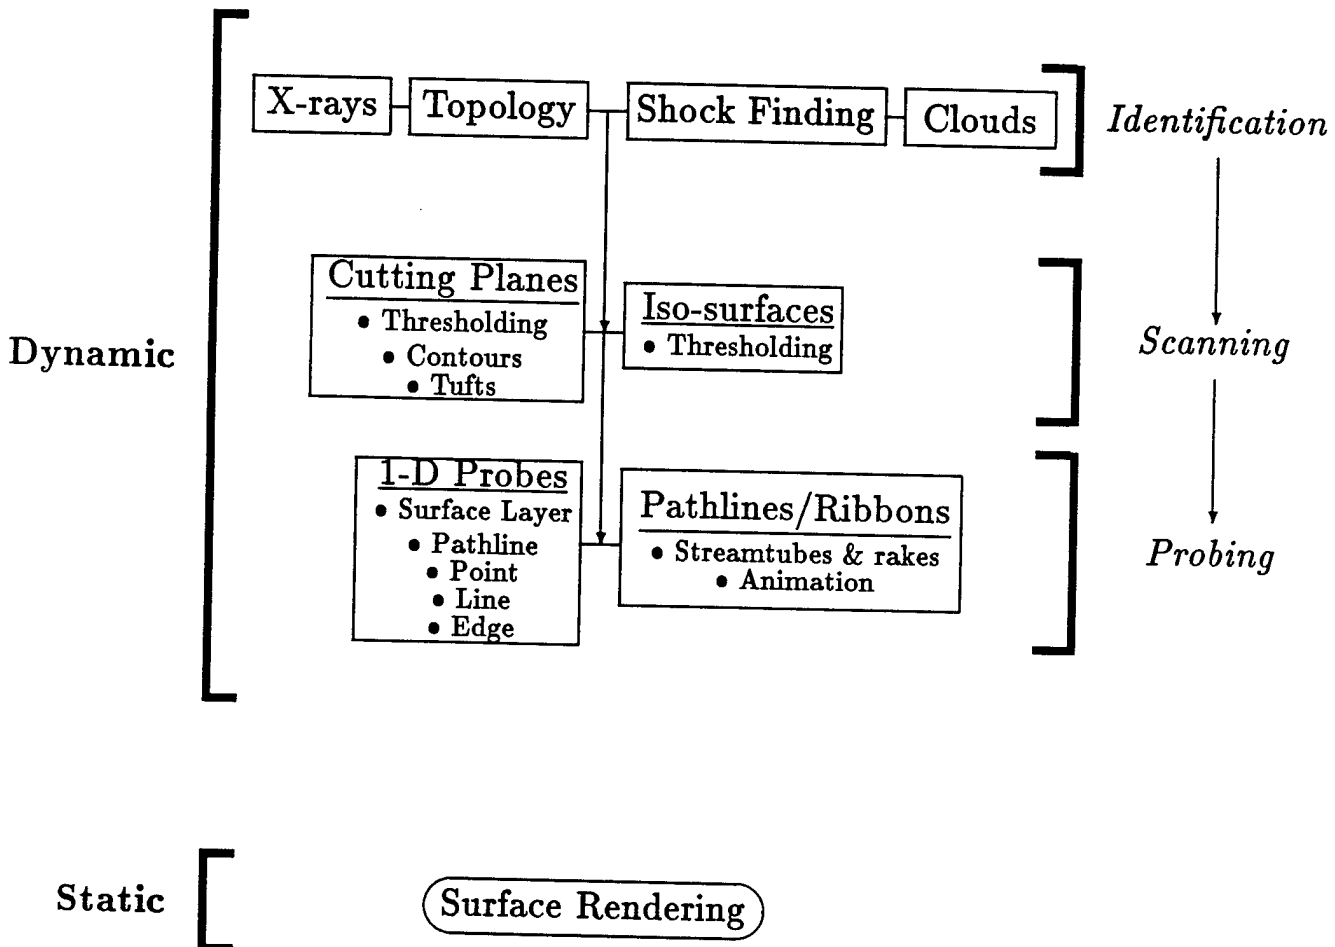 X-rays
Topology
Shock Finding
Clouds
Identification
Cutting Planes
• Thresholding
• Contours
• Tufts
Iso-surfaces
• Thresholding
Scanning
Dynamic
1-D Probes
• Surface Layer
• Pathline
• Point
• Line
• Edge
Pathlines/Ribbons
• Streamtubes & rakes
• Animation
Probing
Static
Surface Rendering